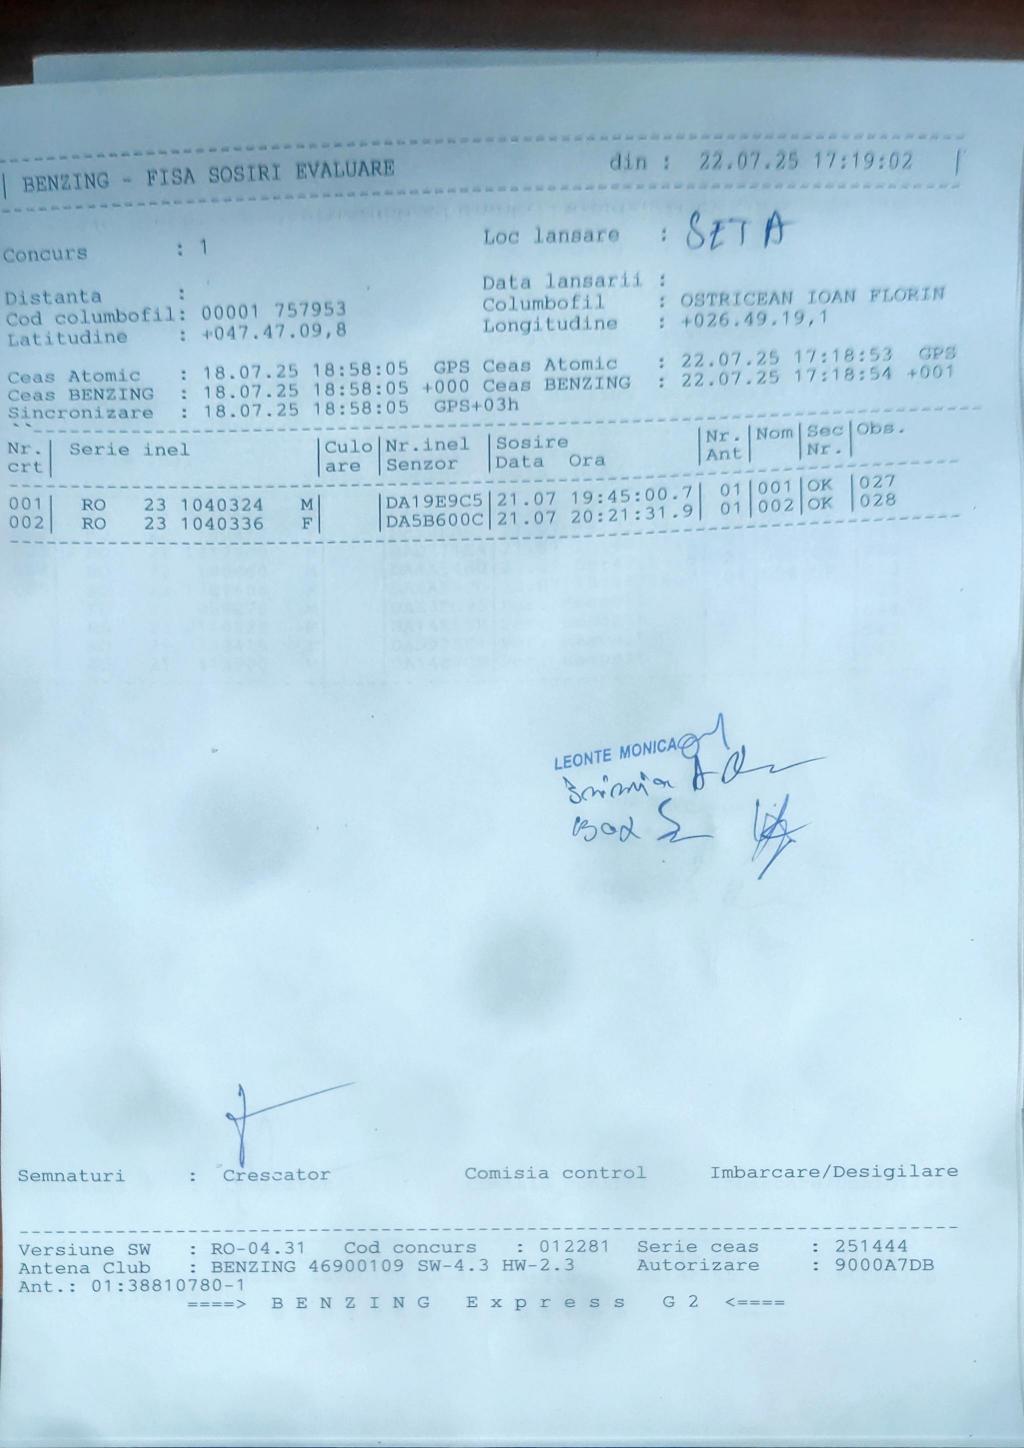 BENZING - FISA SOSIRI EVALUARE din : 22.07.25 17:19:02
Concurs : 1 Loc lansare : SETA
Distanta : Data lansarii :
Cod columbofil: 00001 757953 Columbofil : OSTRICEAN IOAN FLORIN
Latitudine : +047.47.09,8 Longitudine : +026.49.19,1
Ceas Atomic : 18.07.25 18:58:05 GPS Ceas Atomic : 22.07.25 17:18:53 GPS
Ceas BENZING : 18.07.25 18:58:05 +000 Ceas BENZING : 22.07.25 17:18:54 +001
Sincronizare : 18.07.25 18:58:05 GPS+03h
Nr. | Serie inel | Culo | Nr.inel | Sosire | Nr. | Nom | Sec | Obs.
crt | are | Senzor | Data Ora | Ant | Nr.
001 | RO 23 1040324 M | | DA19E9C5 | 21.07 19:45:00.7 | 01 | 001 | OK | 027
002 | RO 23 1040336 F | | DA5B600C | 21.07 20:21:31.9 | 01 | 002 | OK | 028
LEONTE MONICA
Semnaturi : Crescator Comisia control Imbarcare/Desigilare
Versiune SW : RO-04.31 Cod concurs : 012281 Serie ceas : 251444
Antena Club : BENZING 46900109 SW-4.3 HW-2.3 Autorizare : 9000A7DB
Ant.: 01:38810780-1
====> B E N Z I N G E x p r e s s G 2 <====